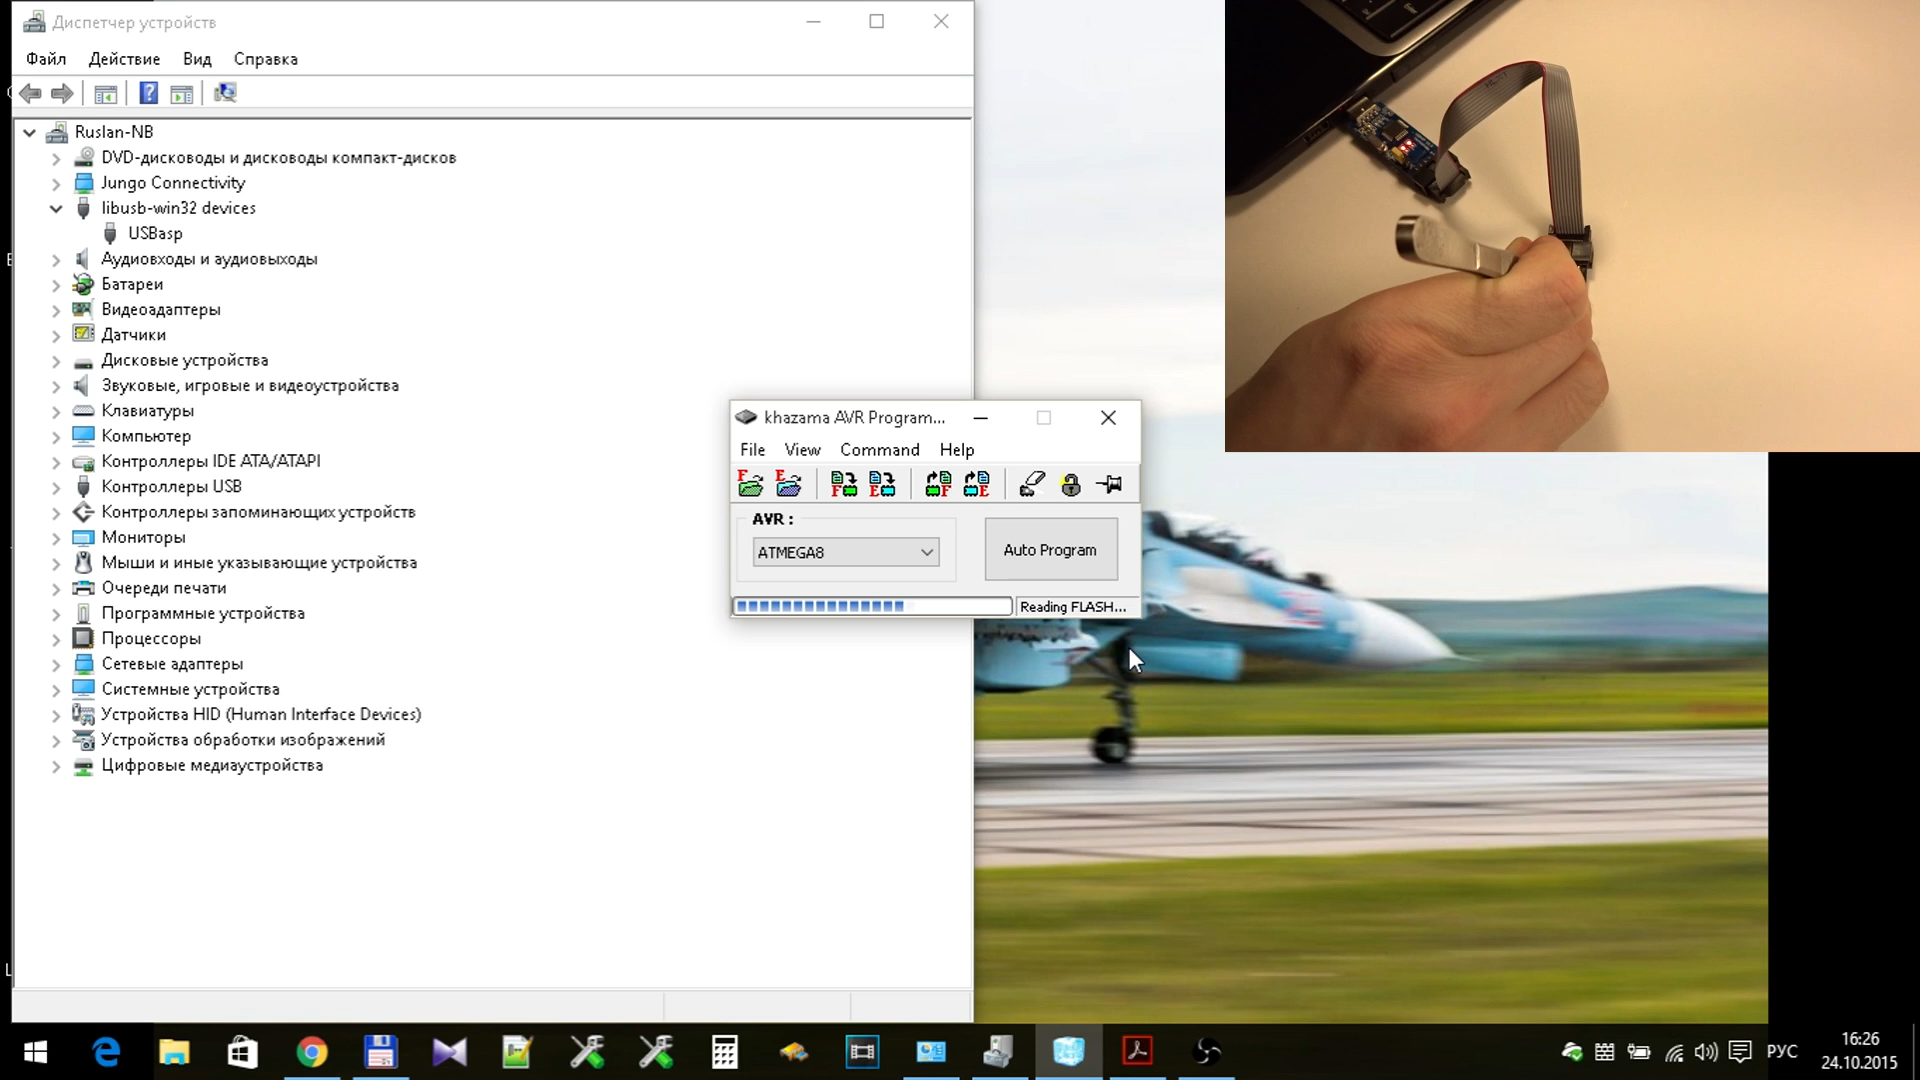 Диспетчер устройств
Файл Действие Вид Справка
Ruslan-NB
DVD-дисководы и дисководы компакт-дисков
Jungo Connectivity
libusb-win32 devices
USBasp
Аудиовходы и аудиовыходы
Батареи
Видеоадаптеры
Датчики
Дисковые устройства
Звуковые, игровые и видеоустройства
Клавиатуры
Компьютер
Контроллеры IDE ATA/ATAPI
Контроллеры USB
Контроллеры запоминающих устройств
Мониторы
Мыши и иные указывающие устройства
Очереди печати
Программные устройства
Процессоры
Сетевые адаптеры
Системные устройства
Устройства HID (Human Interface Devices)
Устройства обработки изображений
Цифровые медиаустройства
khazama AVR Program...
File View Command Help
AVR :
ATMEGA8
Auto Program
Reading FLASH...
РУС
16:26
24.10.2015